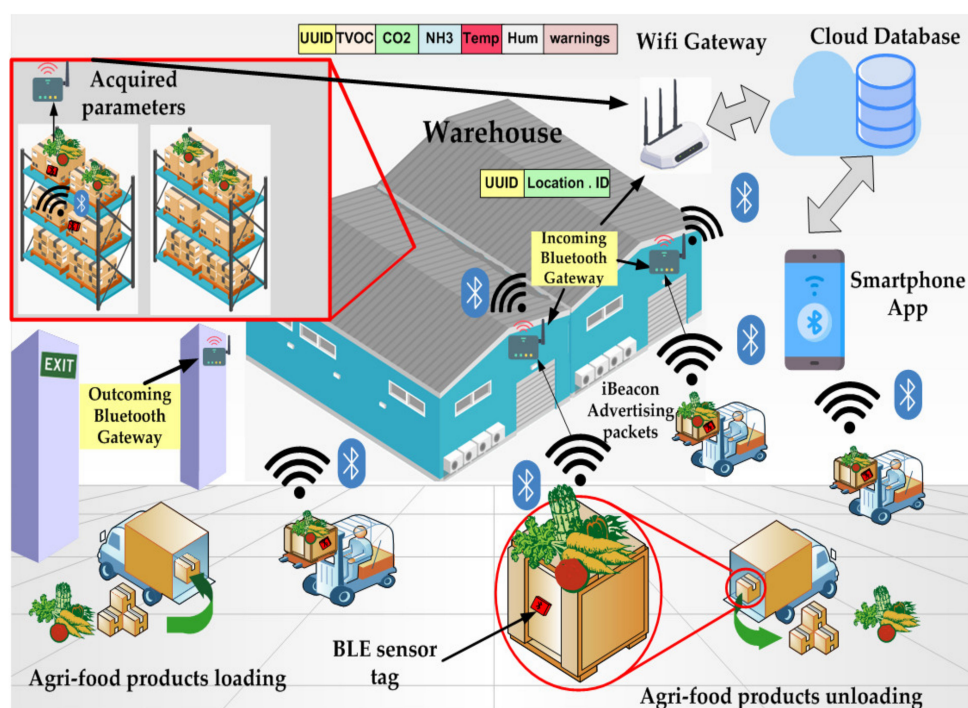 UUID TVOC CO2 NH3 Temp Hum warnings
Wifi Gateway
Cloud Database
Acquired
parameters
Warehouse
UUID Location . ID
Incoming
Bluetooth
Gateway
Smartphone
App
EXIT
Outcoming
Bluetooth
Gateway
iBeacon
Advertising
packets
BLE sensor
tag
Agri-food products loading
Agri-food products unloading